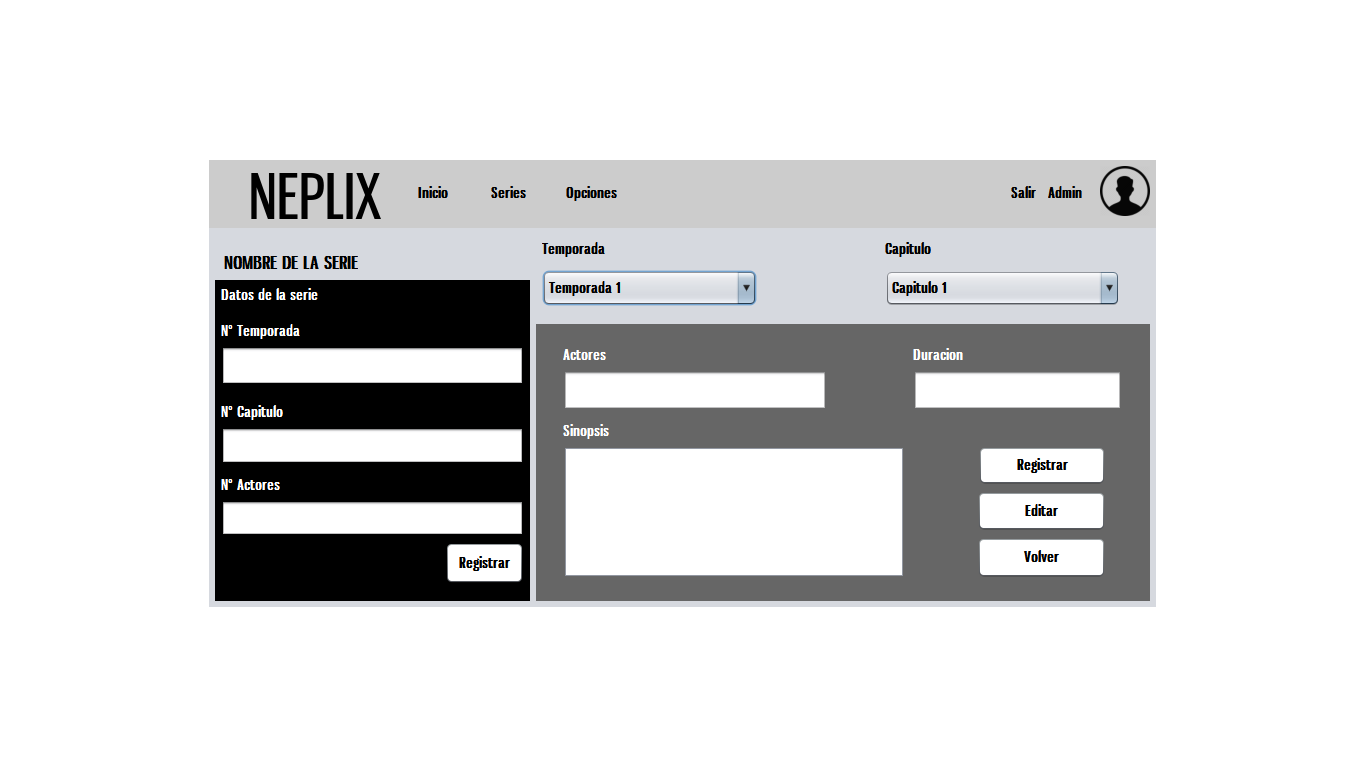 NEPLIX
Inicio Series Opciones Salir Admin
NOMBRE DE LA SERIE
Datos de la serie
N° Temporada
N° Capitulo
N° Actores
Registrar
Temporada Capitulo
Temporada 1 Capitulo 1
Actores Duracion
Sinopsis
Registrar
Editar
Volver